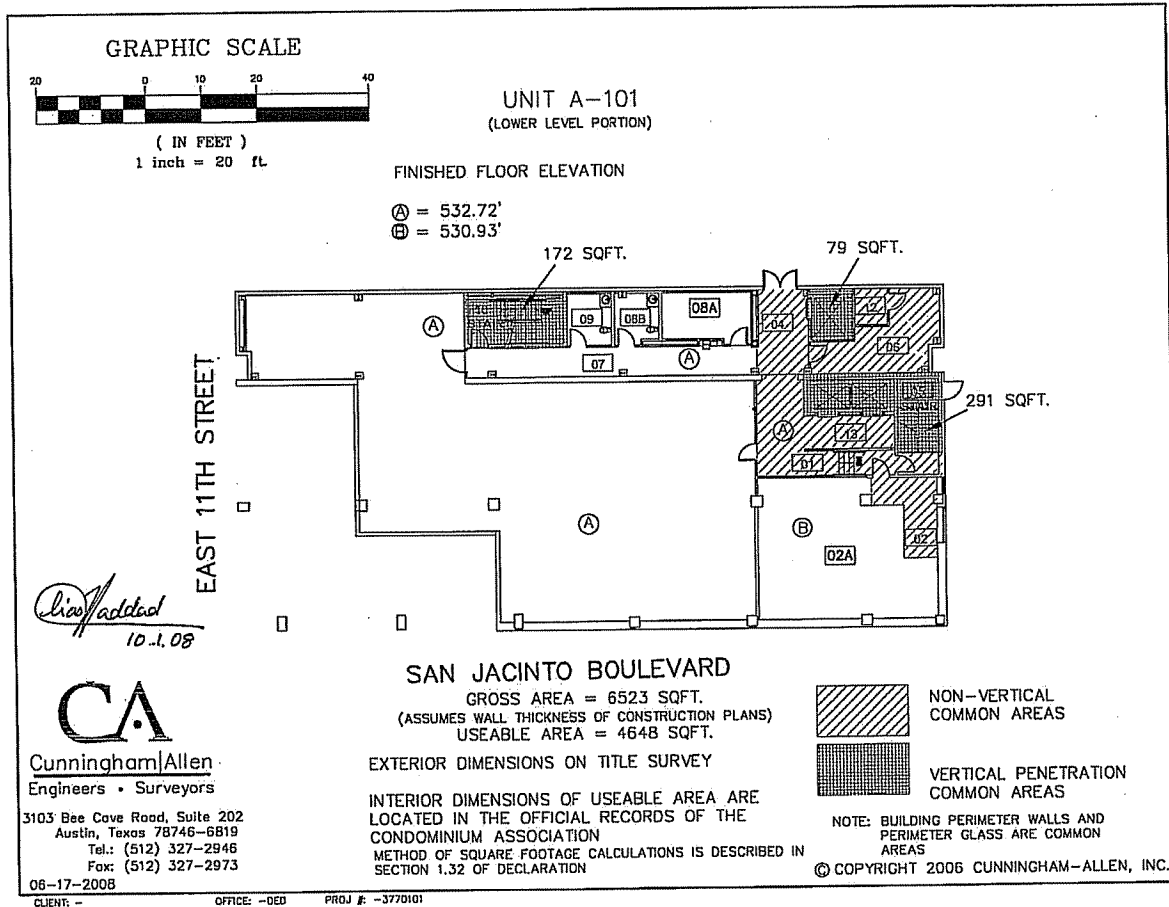 GRAPHIC SCALE
20 0 10 20 40
( IN FEET )
1 inch = 20 ft.
UNIT A-101
(LOWER LEVEL PORTION)
FINISHED FLOOR ELEVATION
A = 532.72'
B = 530.93'
172 SQFT.
79 SQFT.
291 SQFT.
A
09
08B
08A
04
12
06
07
A
A
13
01
A
B
02A
02
STAIR
EAST 11TH STREET
10.1.08
SAN JACINTO BOULEVARD
GROSS AREA = 6523 SQFT.
(ASSUMES WALL THICKNESS OF CONSTRUCTION PLANS)
USEABLE AREA = 4648 SQFT.
EXTERIOR DIMENSIONS ON TITLE SURVEY
INTERIOR DIMENSIONS OF USEABLE AREA ARE
LOCATED IN THE OFFICIAL RECORDS OF THE
CONDOMINIUM ASSOCIATION
METHOD OF SQUARE FOOTAGE CALCULATIONS IS DESCRIBED IN
SECTION 1.32 OF DECLARATION
NON-VERTICAL
COMMON AREAS
VERTICAL PENETRATION
COMMON AREAS
NOTE: BUILDING PERIMETER WALLS AND
PERIMETER GLASS ARE COMMON
AREAS
© COPYRIGHT 2006 CUNNINGHAM-ALLEN, INC.
CA
Cunningham|Allen
Engineers • Surveyors
3103 Bee Cave Road, Suite 202
Austin, Texas 78746-6819
Tel.: (512) 327-2946
Fax: (512) 327-2973
06-17-2008
CLIENT: - OFFICE: -OED PROJ #: -3770101